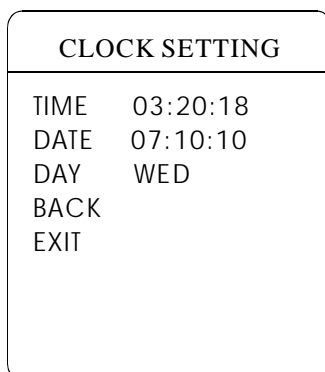 CLOCK SETTING
TIME 03:20:18
DATE 07:10:10
DAY WED
BACK
EXIT